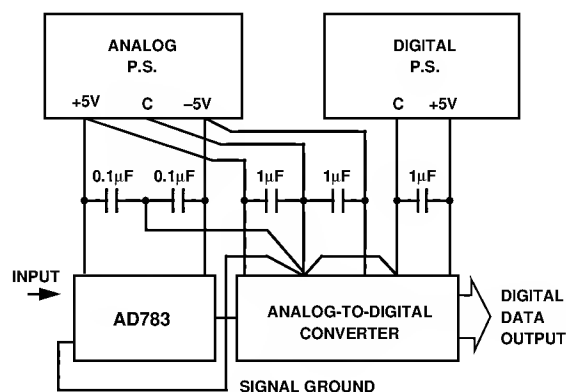 ANALOG
P.S.
+5V C –5V
DIGITAL
P.S.
C +5V
0.1µF 0.1µF 1µF 1µF 1µF
INPUT
AD783
ANALOG-TO-DIGITAL
CONVERTER
DIGITAL
DATA
OUTPUT
SIGNAL GROUND